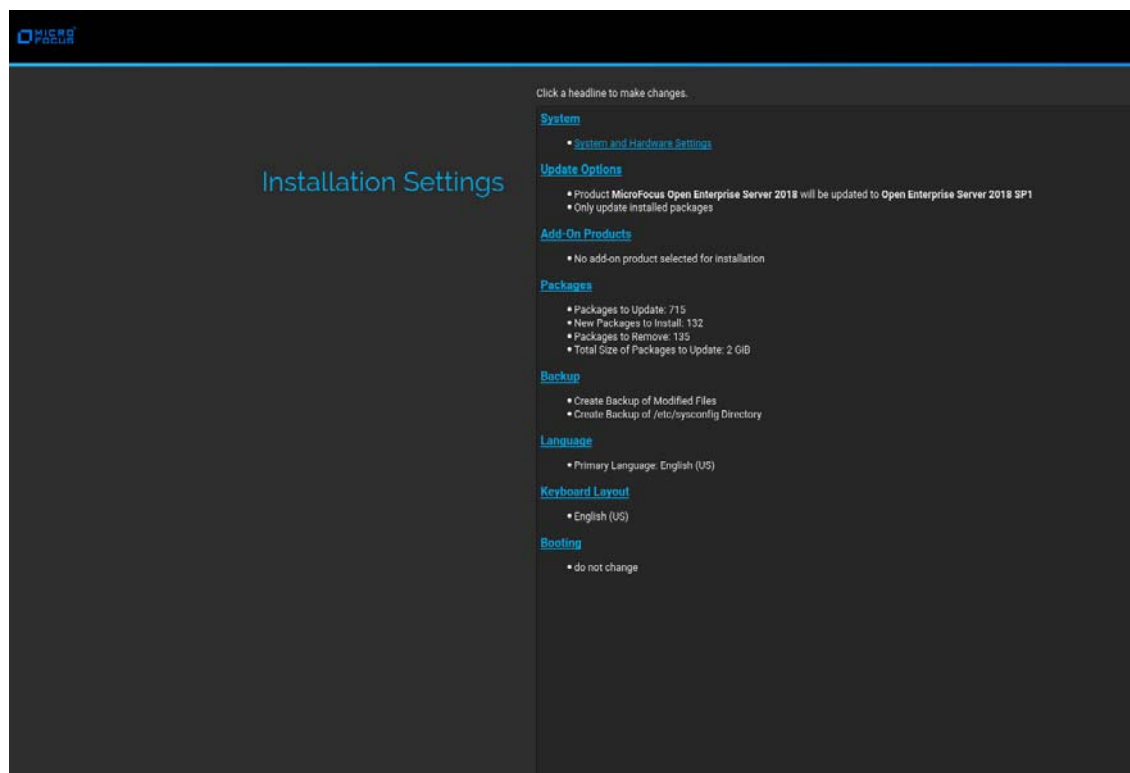 MICRO
FOCUS
Click a headline to make changes.
System
• System and Hardware Settings
Installation Settings
Update Options
• Product MicroFocus Open Enterprise Server 2018 will be updated to Open Enterprise Server 2018 SP1
• Only update installed packages
Add-On Products
• No add-on product selected for installation
Packages
• Packages to Update: 715
• New Packages to Install: 132
• Packages to Remove: 135
• Total Size of Packages to Update: 2 GiB
Backup
• Create Backup of Modified Files
• Create Backup of /etc/sysconfig Directory
Language
• Primary Language: English (US)
Keyboard Layout
• English (US)
Booting
• do not change